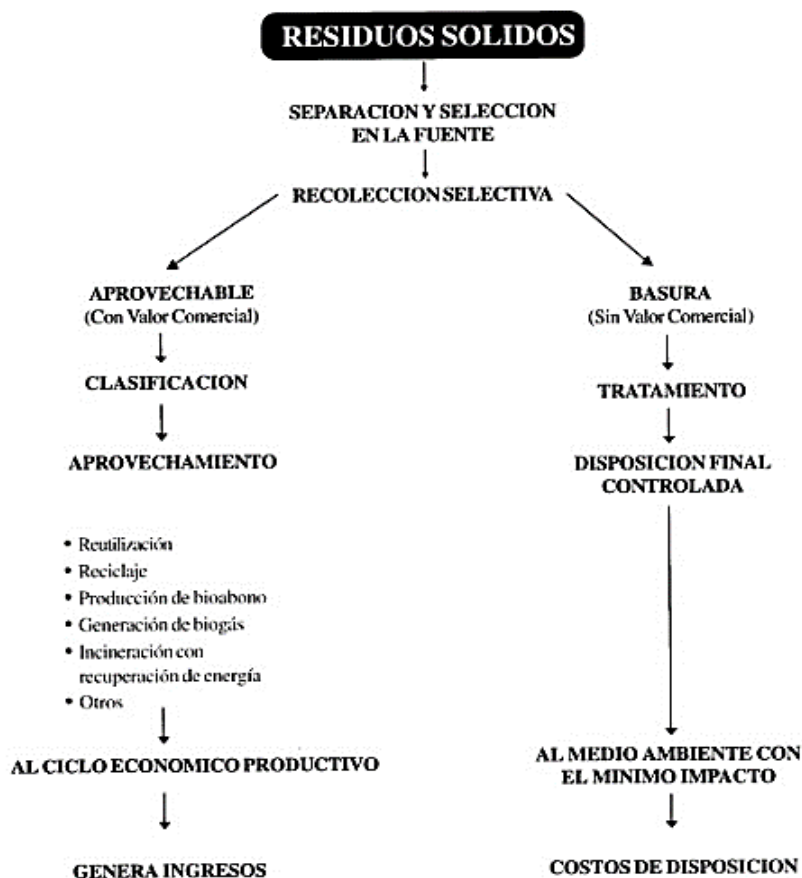 RESIDUOS SOLIDOS
SEPARACION Y SELECCION
EN LA FUENTE
RECOLECCION SELECTIVA
APROVECHABLE
(Con Valor Comercial)
CLASIFICACION
APROVECHAMIENTO
• Reutilización
• Reciclaje
• Producción de bioabono
• Generación de biogás
• Incineración con
recuperación de energía
• Otros
AL CICLO ECONOMICO PRODUCTIVO
GENERA INGRESOS
BASURA
(Sin Valor Comercial)
TRATAMIENTO
DISPOSICION FINAL
CONTROLADA
AL MEDIO AMBIENTE CON
EL MINIMO IMPACTO
COSTOS DE DISPOSICION